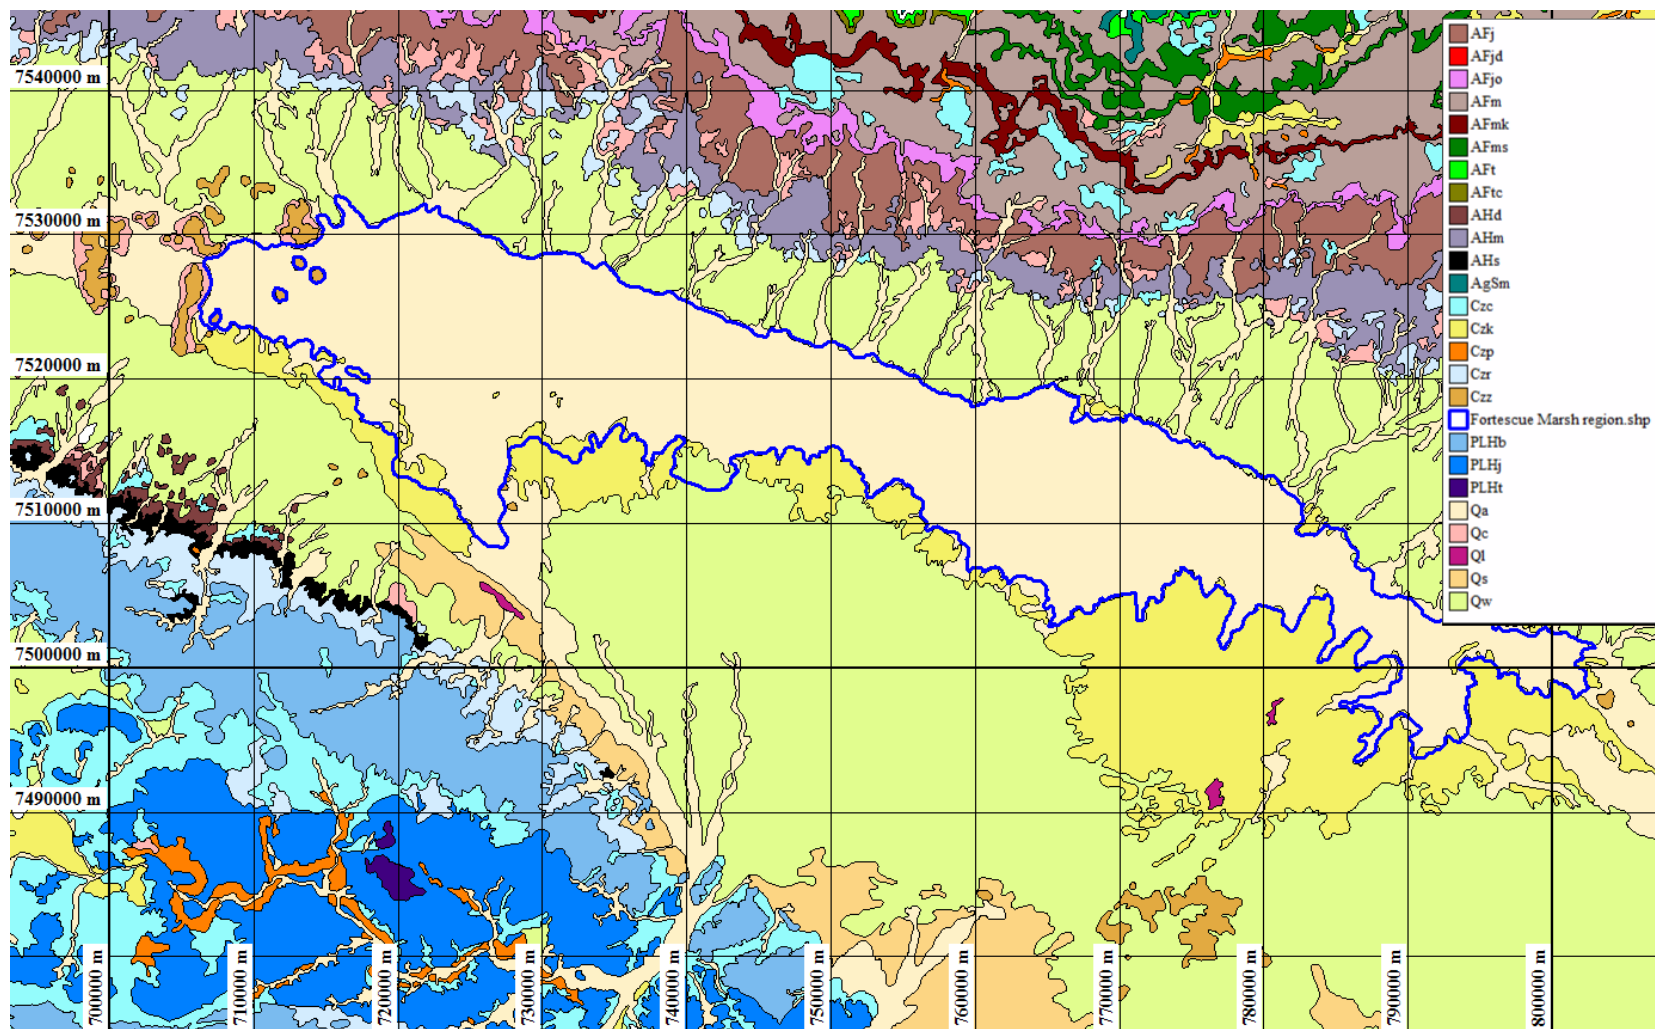 7540000 m
7530000 m
7520000 m
7510000 m
7500000 m
7490000 m
700000 m
710000 m
720000 m
730000 m
740000 m
750000 m
760000 m
770000 m
780000 m
790000 m
800000 m
AFj
AFjd
AFjo
AFm
AFmk
AFms
AFt
AFtc
AHd
AHm
AHs
AgSm
Czc
Czk
Czp
Czr
Czz
Fortescue Marsh region.shp
PLHb
PLHj
PLHt
Qa
Qc
Ql
Qs
Qw